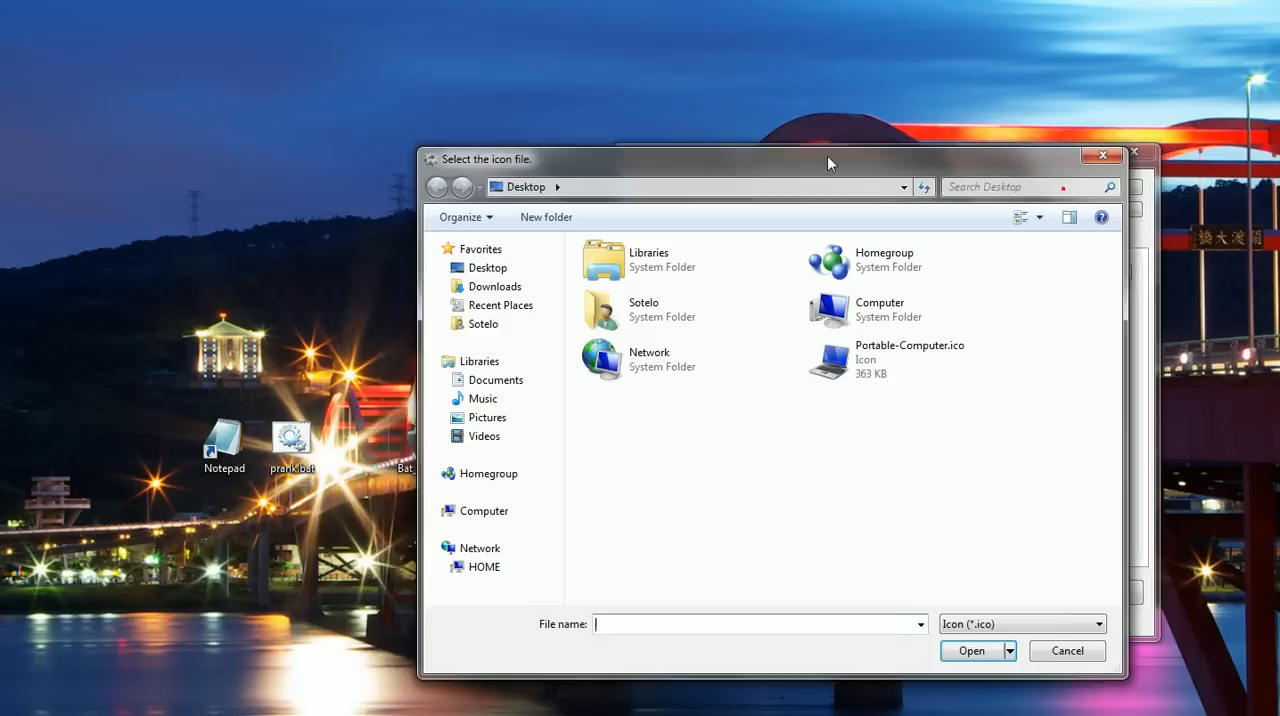 Select the icon file.
Desktop
Search Desktop
Organize
New folder
Favorites
Desktop
Downloads
Recent Places
Sotelo
Libraries
Documents
Music
Pictures
Videos
Homegroup
Computer
Network
HOME
Libraries
System Folder
Homegroup
System Folder
Sotelo
System Folder
Computer
System Folder
Network
System Folder
Portable-Computer.ico
Icon
363 KB
File name:
Icon (*.ico)
Open
Cancel
Notepad
prank.bat
Bat_